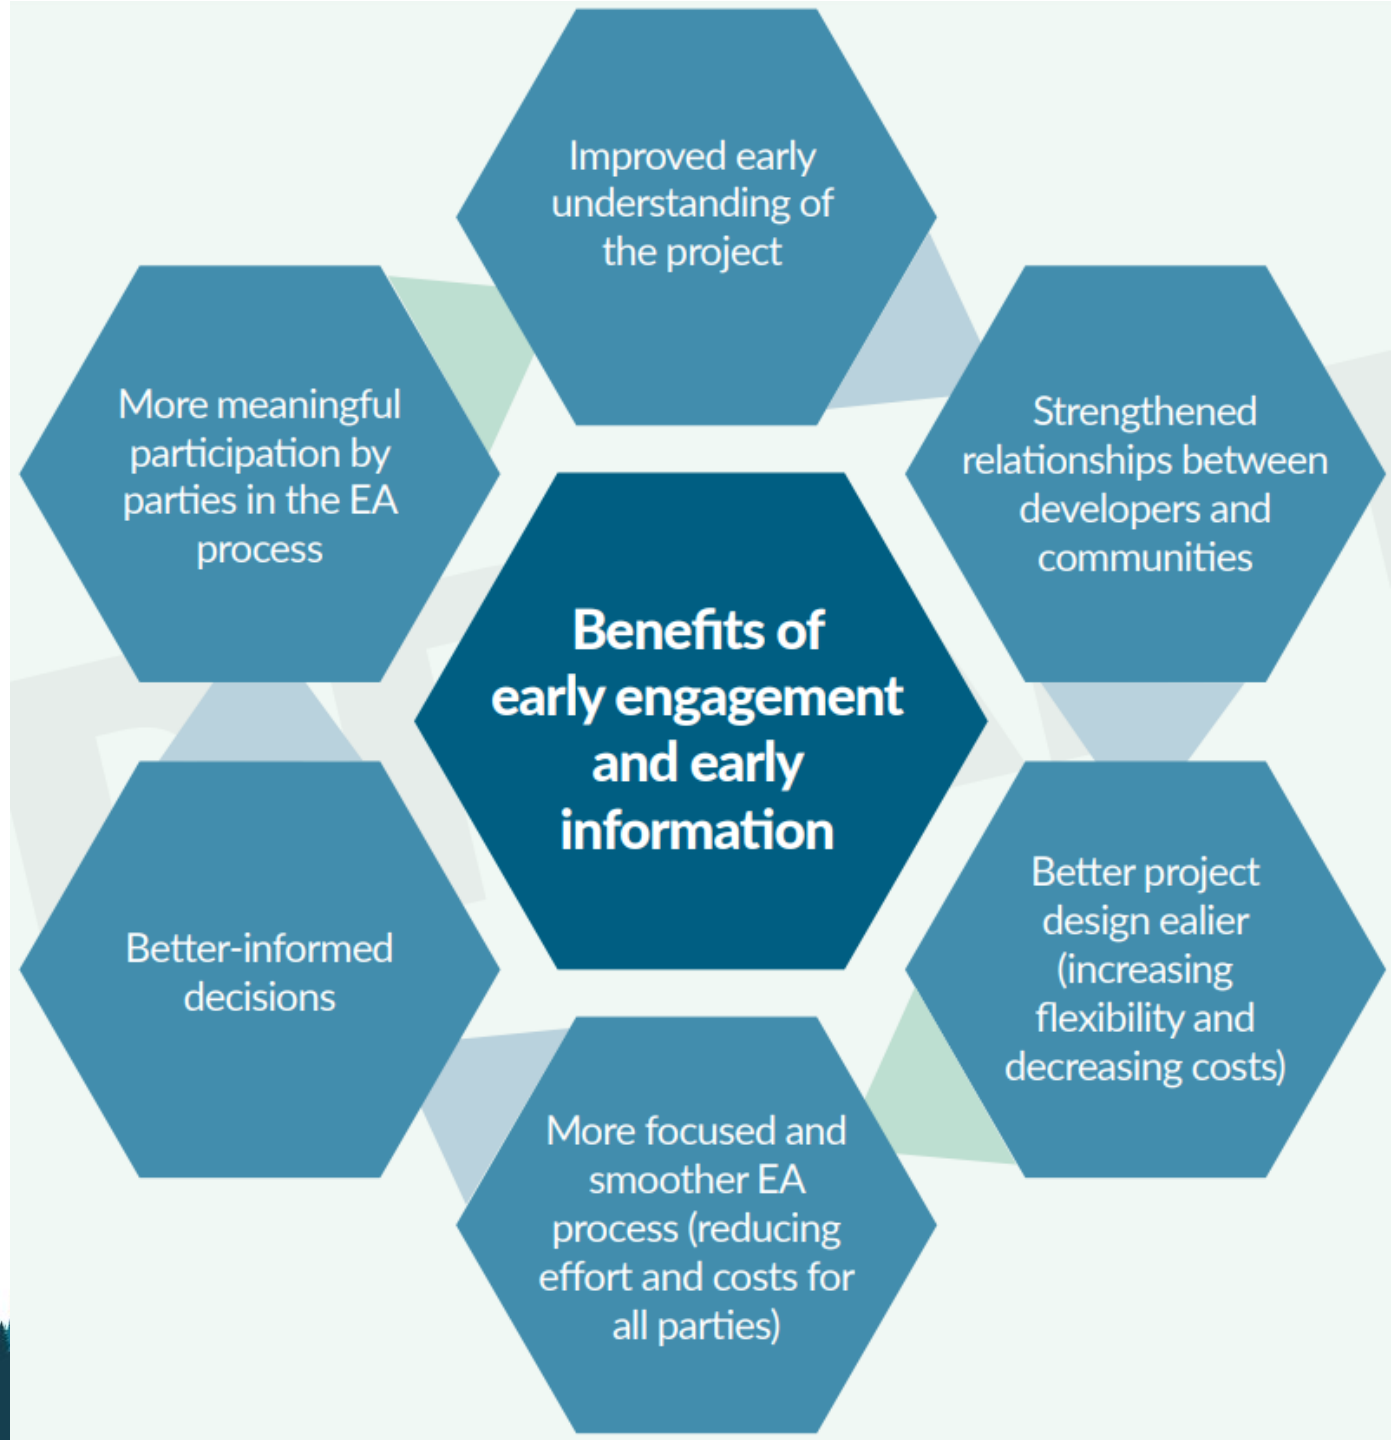 Improved early
understanding of
the project
Strengthened
relationships between
developers and
communities
Better project
design ealier
(increasing
flexibility and
decreasing costs)
More focused and
smoother EA
process (reducing
effort and costs for
all parties)
Better-informed
decisions
More meaningful
participation by
parties in the EA
process
Benefits of
early engagement
and early
information